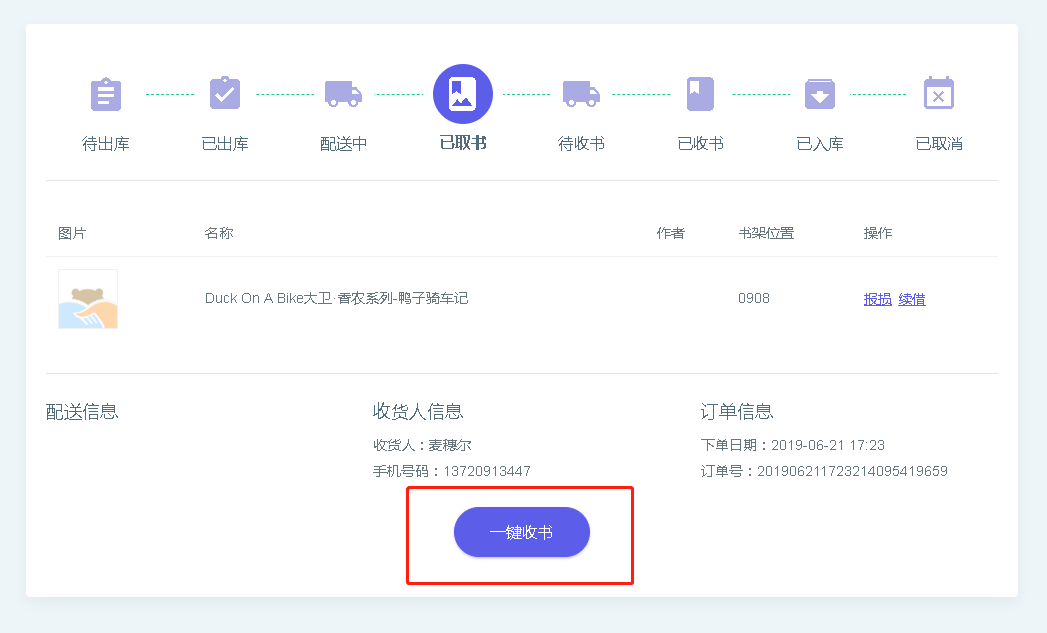 待出库 已出库 配送中 已取书 待收书 已收书 已入库 已取消
图片 名称 作者 书架位置 操作
Duck On A Bike大卫·香农系列-鸭子骑车记 0908 报损 续借
配送信息 收货人信息 订单信息
收货人：麦穗尔 下单日期：2019-06-21 17:23
手机号码：13720913447 订单号：201906211723214095419659
一键收书